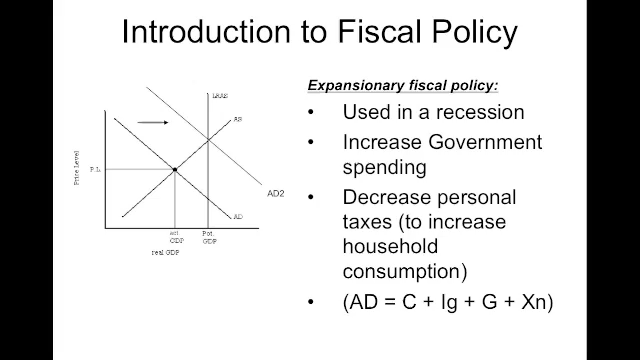 Introduction to Fiscal Policy
Expansionary fiscal policy:
• Used in a recession
• Increase Government
spending
• Decrease personal
taxes (to increase
household
consumption)
• (AD = C + Ig + G + Xn)
LRAS
AS
Price Level
P.L.
AD2
AD
act. Pot.
GDP GDP
real GDP